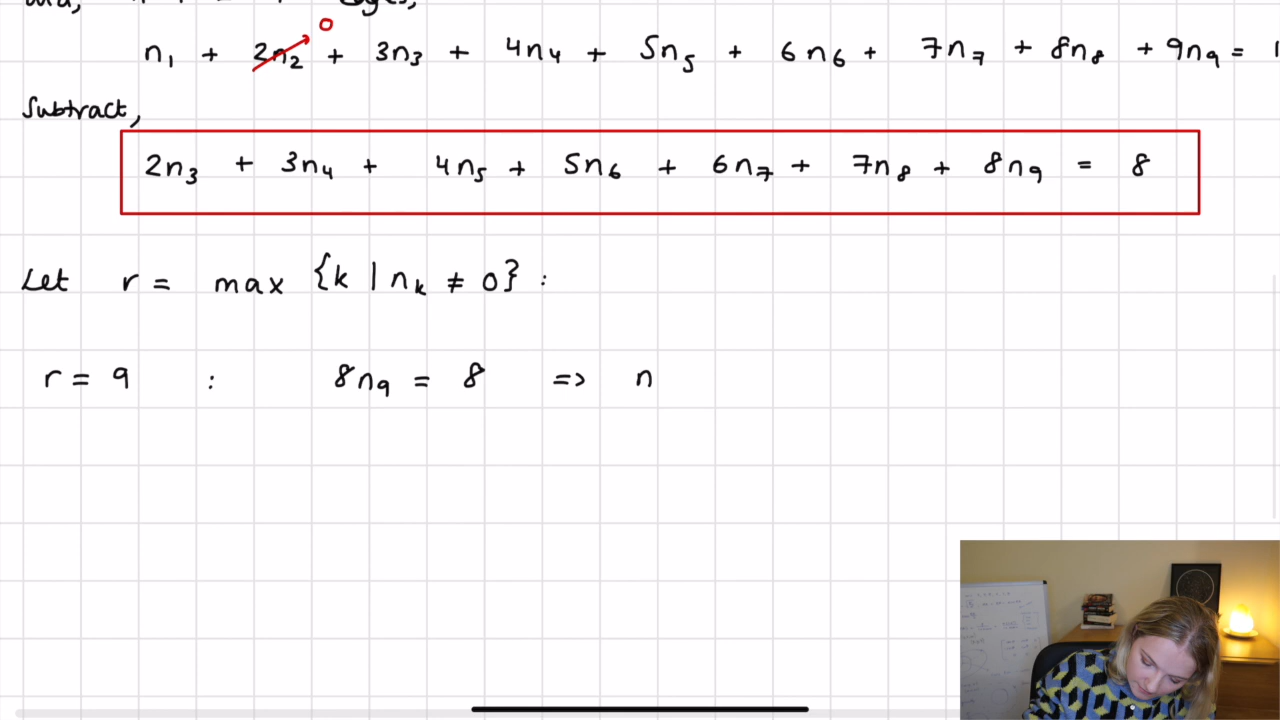 n₁ + 2n₂ + 3n₃ + 4n₄ + 5n₅ + 6n₆ + 7n₇ + 8n₈ + 9n₉ = 1
0
Subtract,
2n₃ + 3n₄ + 4n₅ + 5n₆ + 6n₇ + 7n₈ + 8n₉ = 8
Let r = max {k | nₖ ≠ 0} :
r = 9 : 8n₉ = 8 => n